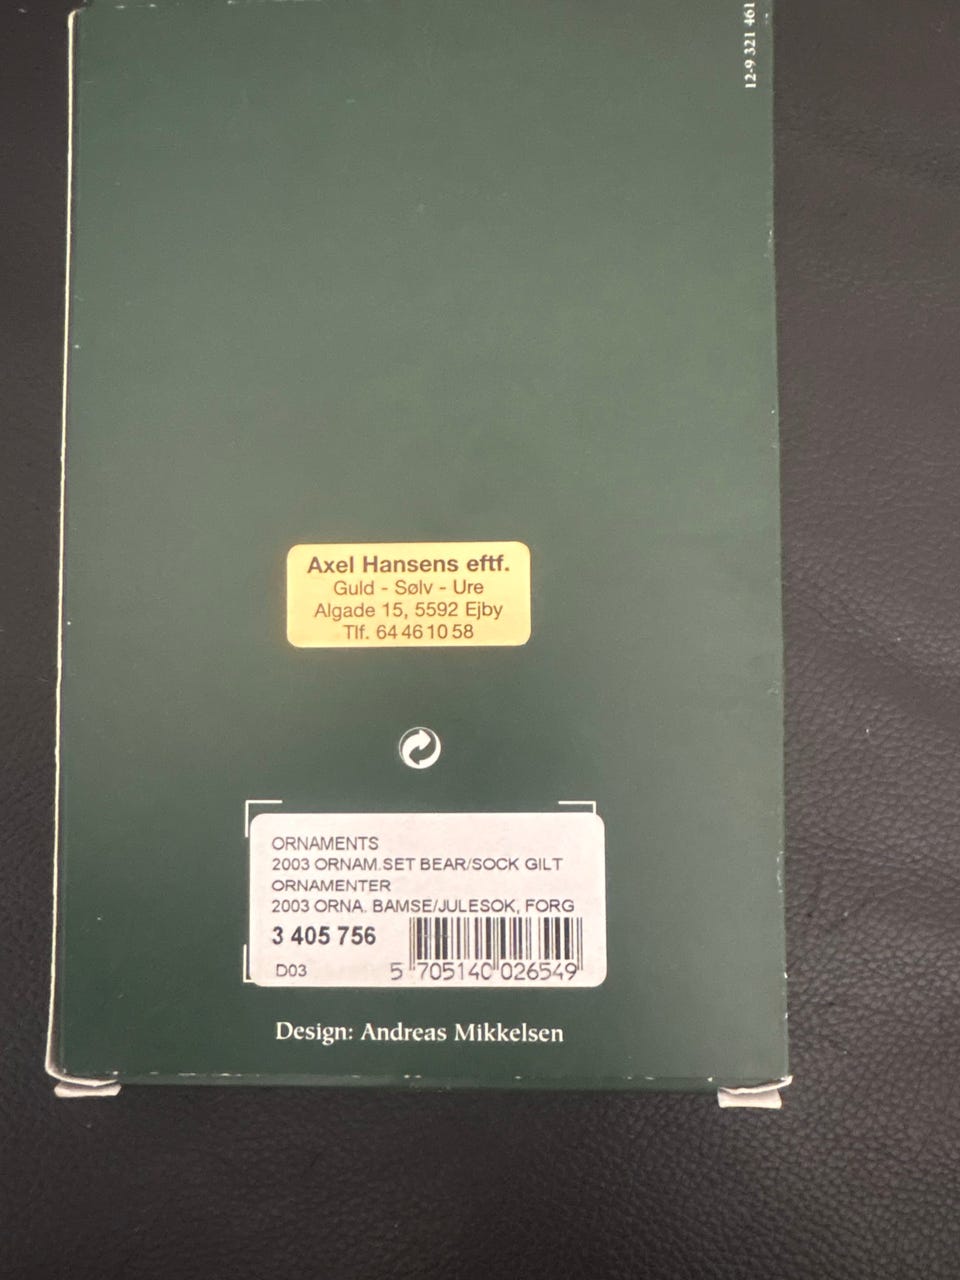 12-9 321 461
Axel Hansens eftf.
Guld - Sølv - Ure
Algade 15, 5592 Ejby
Tlf. 64 46 10 58
ORNAMENTS
2003 ORNAM.SET BEAR/SOCK GILT
ORNAMENTER
2003 ORNA. BAMSE/JULESOK, FORG
3 405 756
D03
5 705140 026549
Design: Andreas Mikkelsen